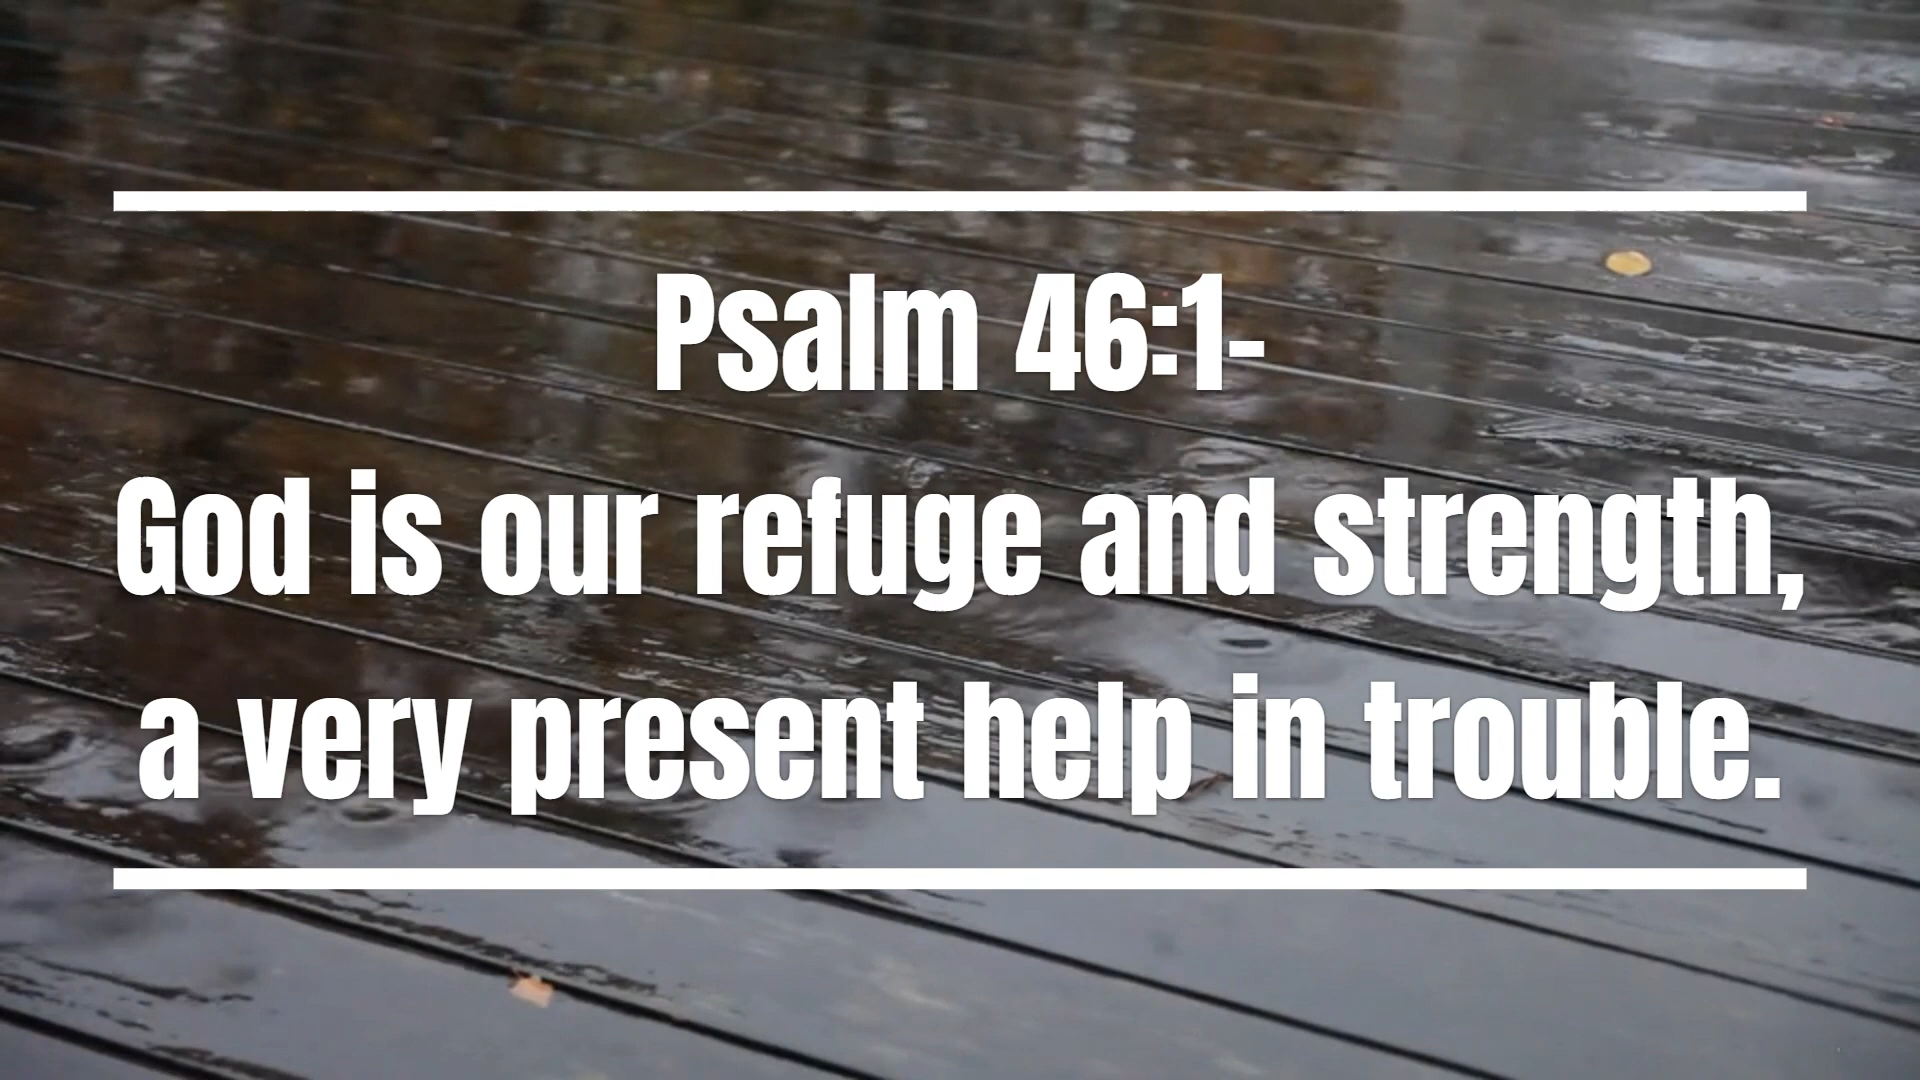 Psalm 46:1-
God is our refuge and strength,
a very present help in trouble.